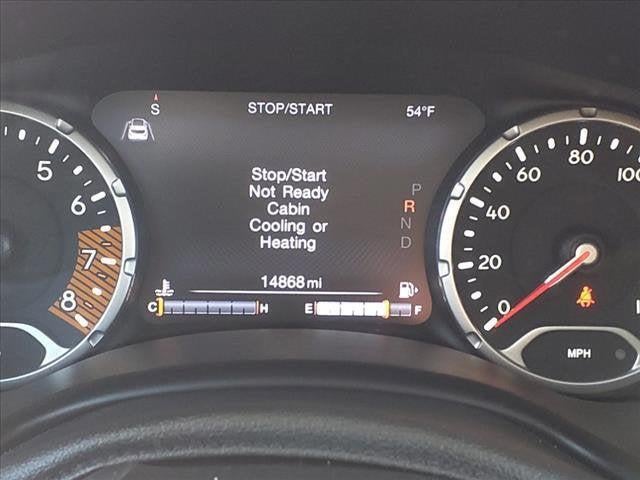 S STOP/START 54°F
Stop/Start
Not Ready
Cabin
Cooling or
Heating
P
R
N
D
14868 mi
C H E F
5
6
7
8
0
20
40
60
80
100
MPH